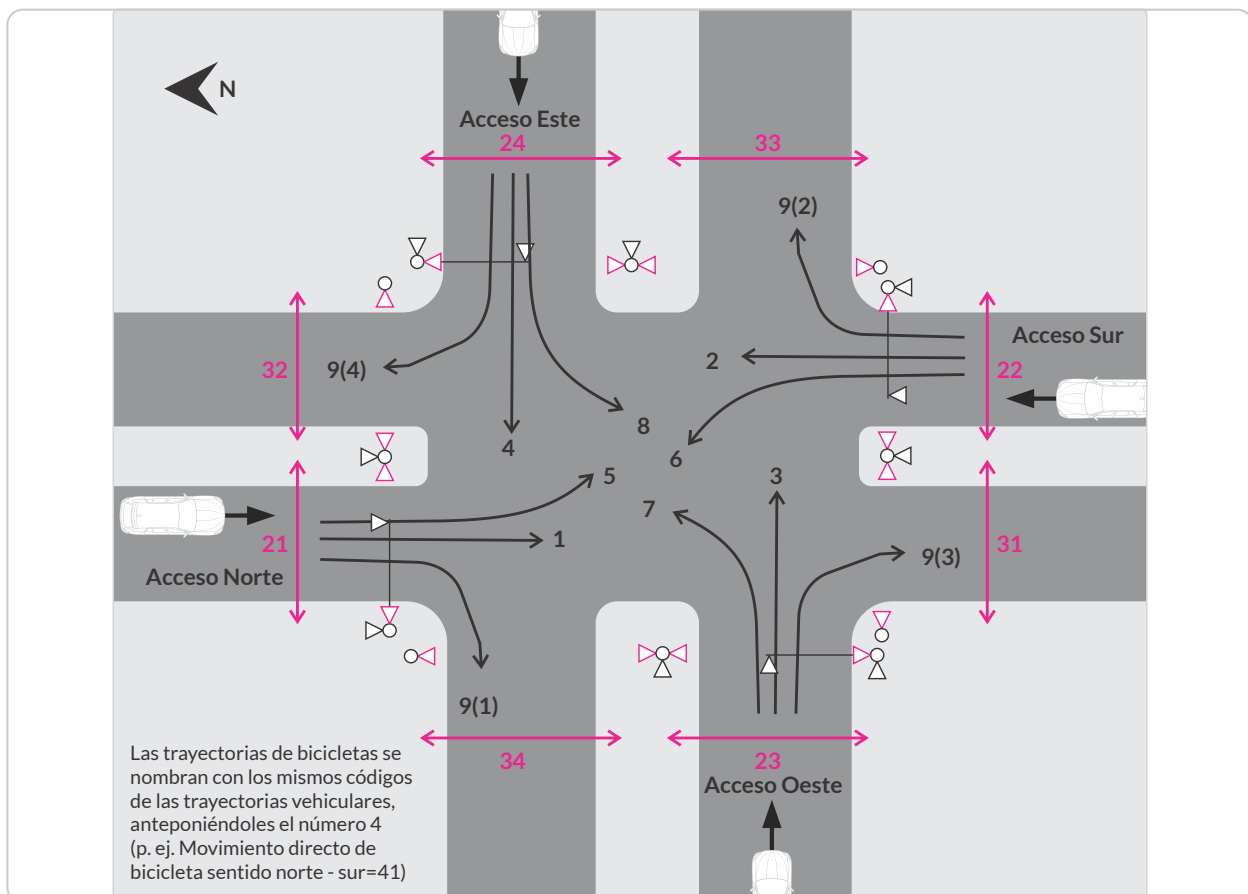 N
Acceso Este
24
33
9(2)
Acceso Sur
32
9(4)
2
22
8
4
6
5
3
7
21
1
9(3)
31
Acceso Norte
9(1)
34
23
Acceso Oeste
Las trayectorias de bicicletas se
nombran con los mismos códigos
de las trayectorias vehiculares,
anteponiéndoles el número 4
(p. ej. Movimiento directo de
bicicleta sentido norte - sur=41)